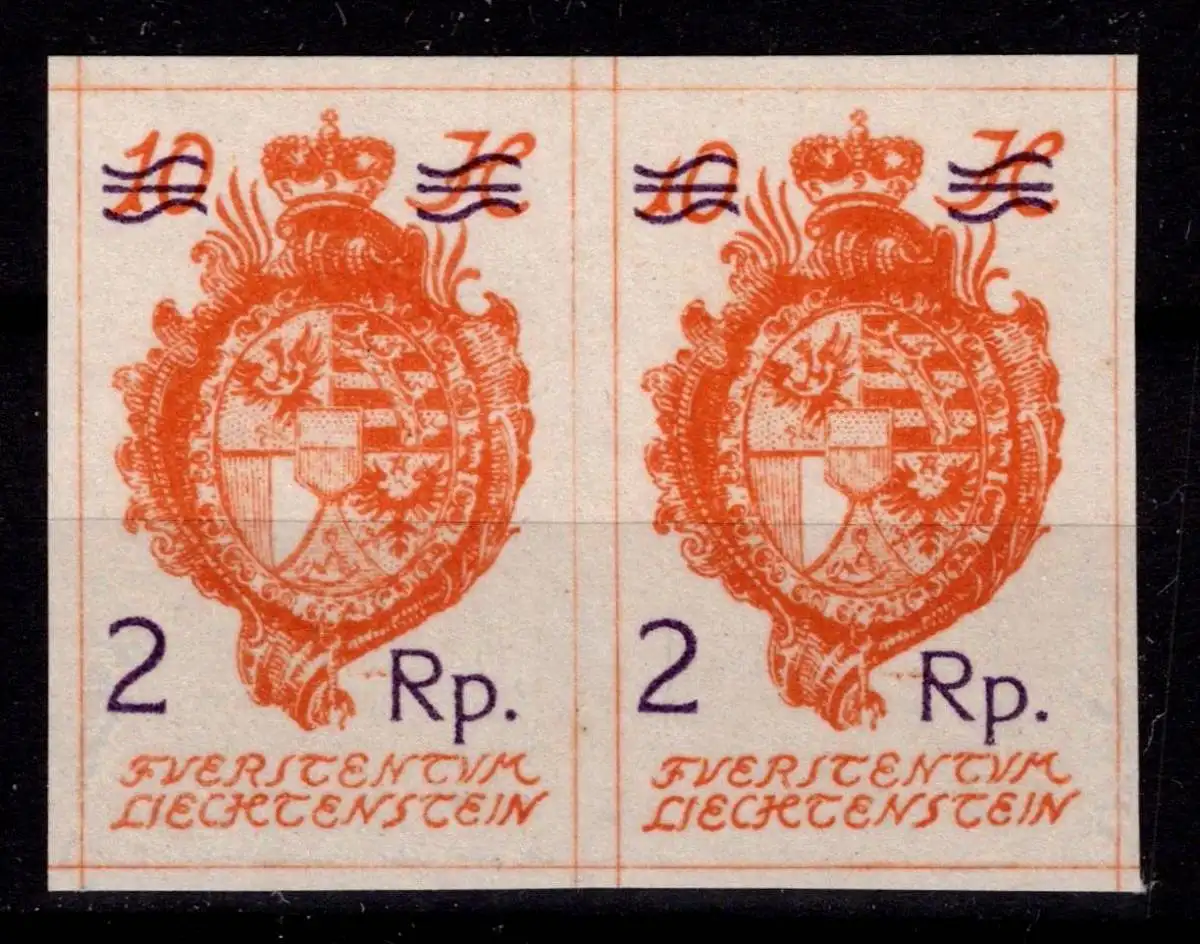 10 H
2 Rp.
FVERSTENTVM
LIECHTENSTEIN
10 H
2 Rp.
FVERSTENTVM
LIECHTENSTEIN